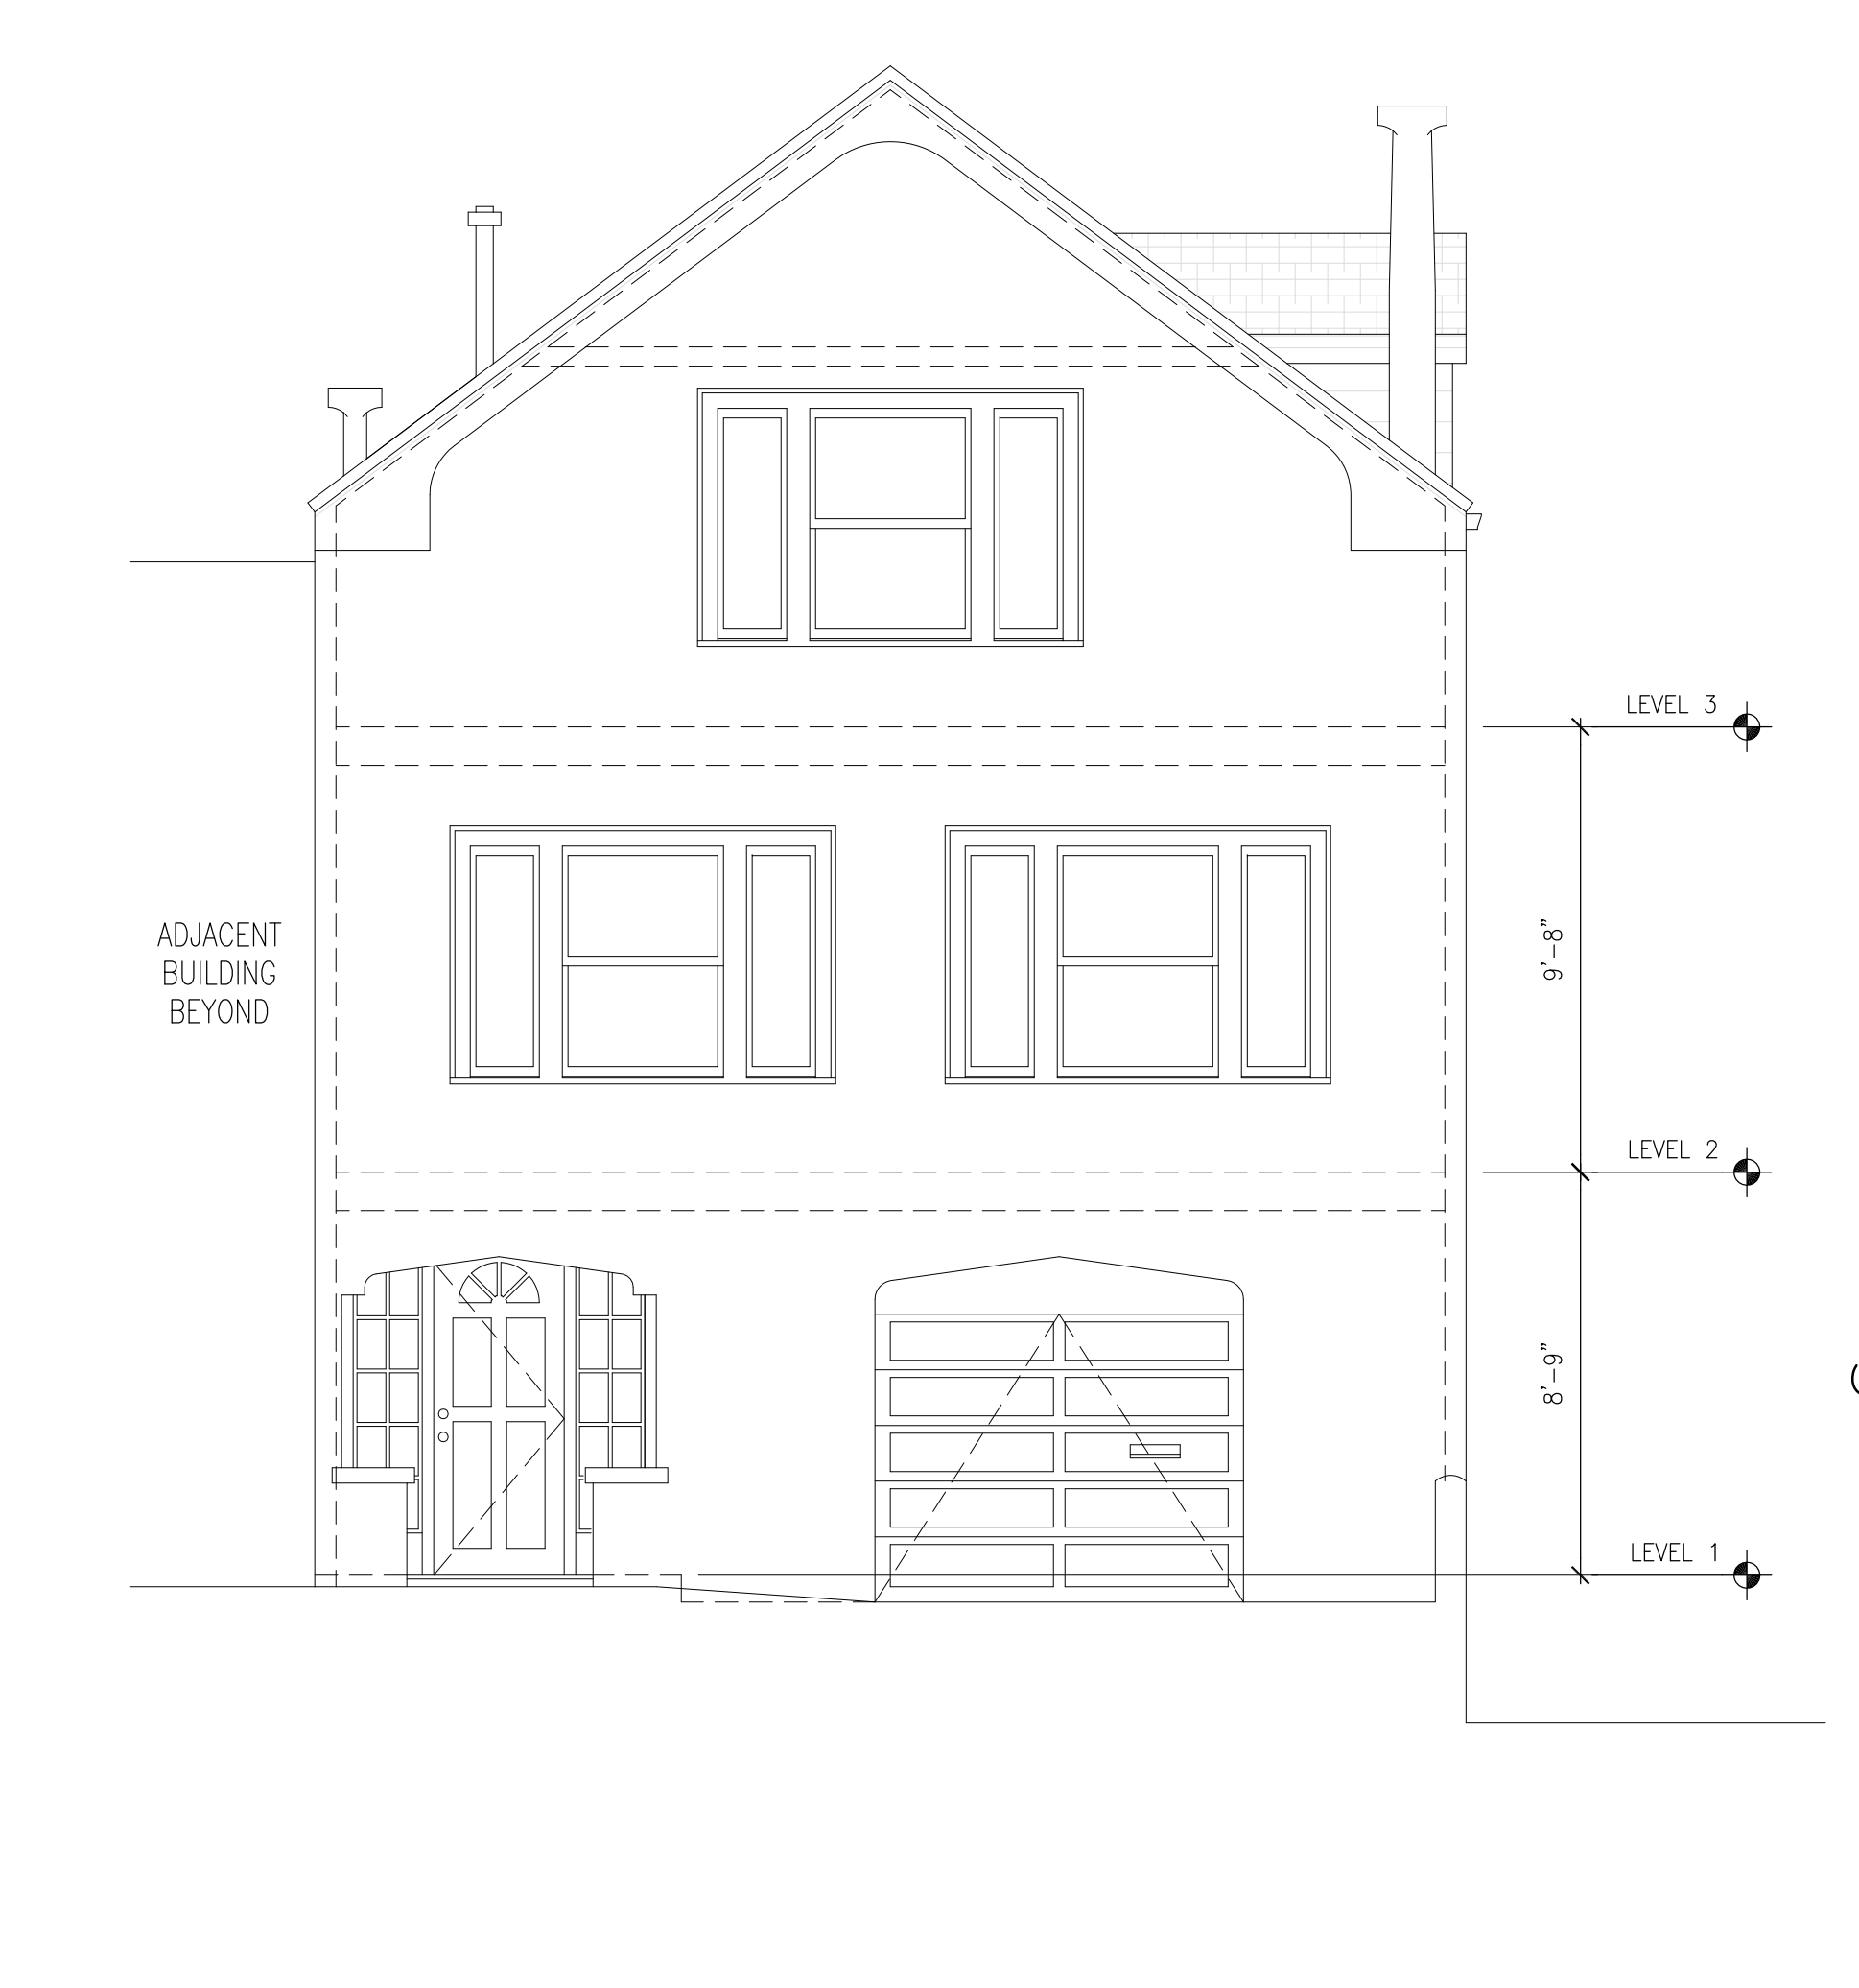 LEVEL 3
ADJACENT
BUILDING
BEYOND
9'-8"
LEVEL 2
8'-9"
LEVEL 1